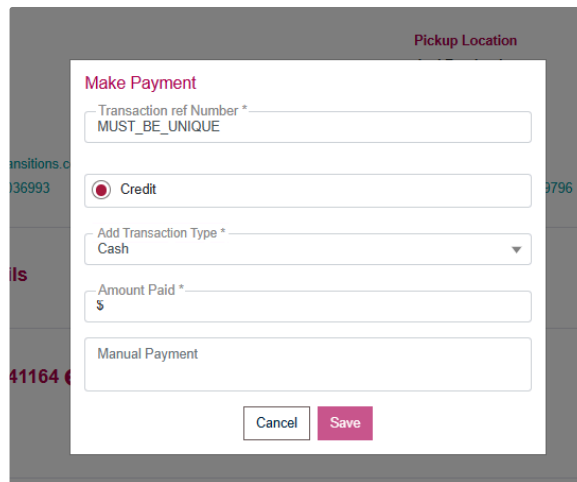 Pickup Location
Make Payment
Transaction ref Number *
MUST_BE_UNIQUE
ansitions.c
036993
9796
Credit
Add Transaction Type *
Cash
ils
Amount Paid *
$
Manual Payment
41164
Cancel
Save